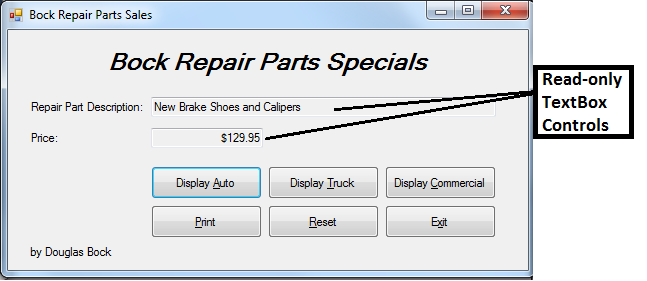 Bock Repair Parts Sales
Bock Repair Parts Specials
Repair Part Description: New Brake Shoes and Calipers
Price: $129.95
Read-only
TextBox
Controls
Display Auto Display Truck Display Commercial
Print Reset Exit
by Douglas Bock